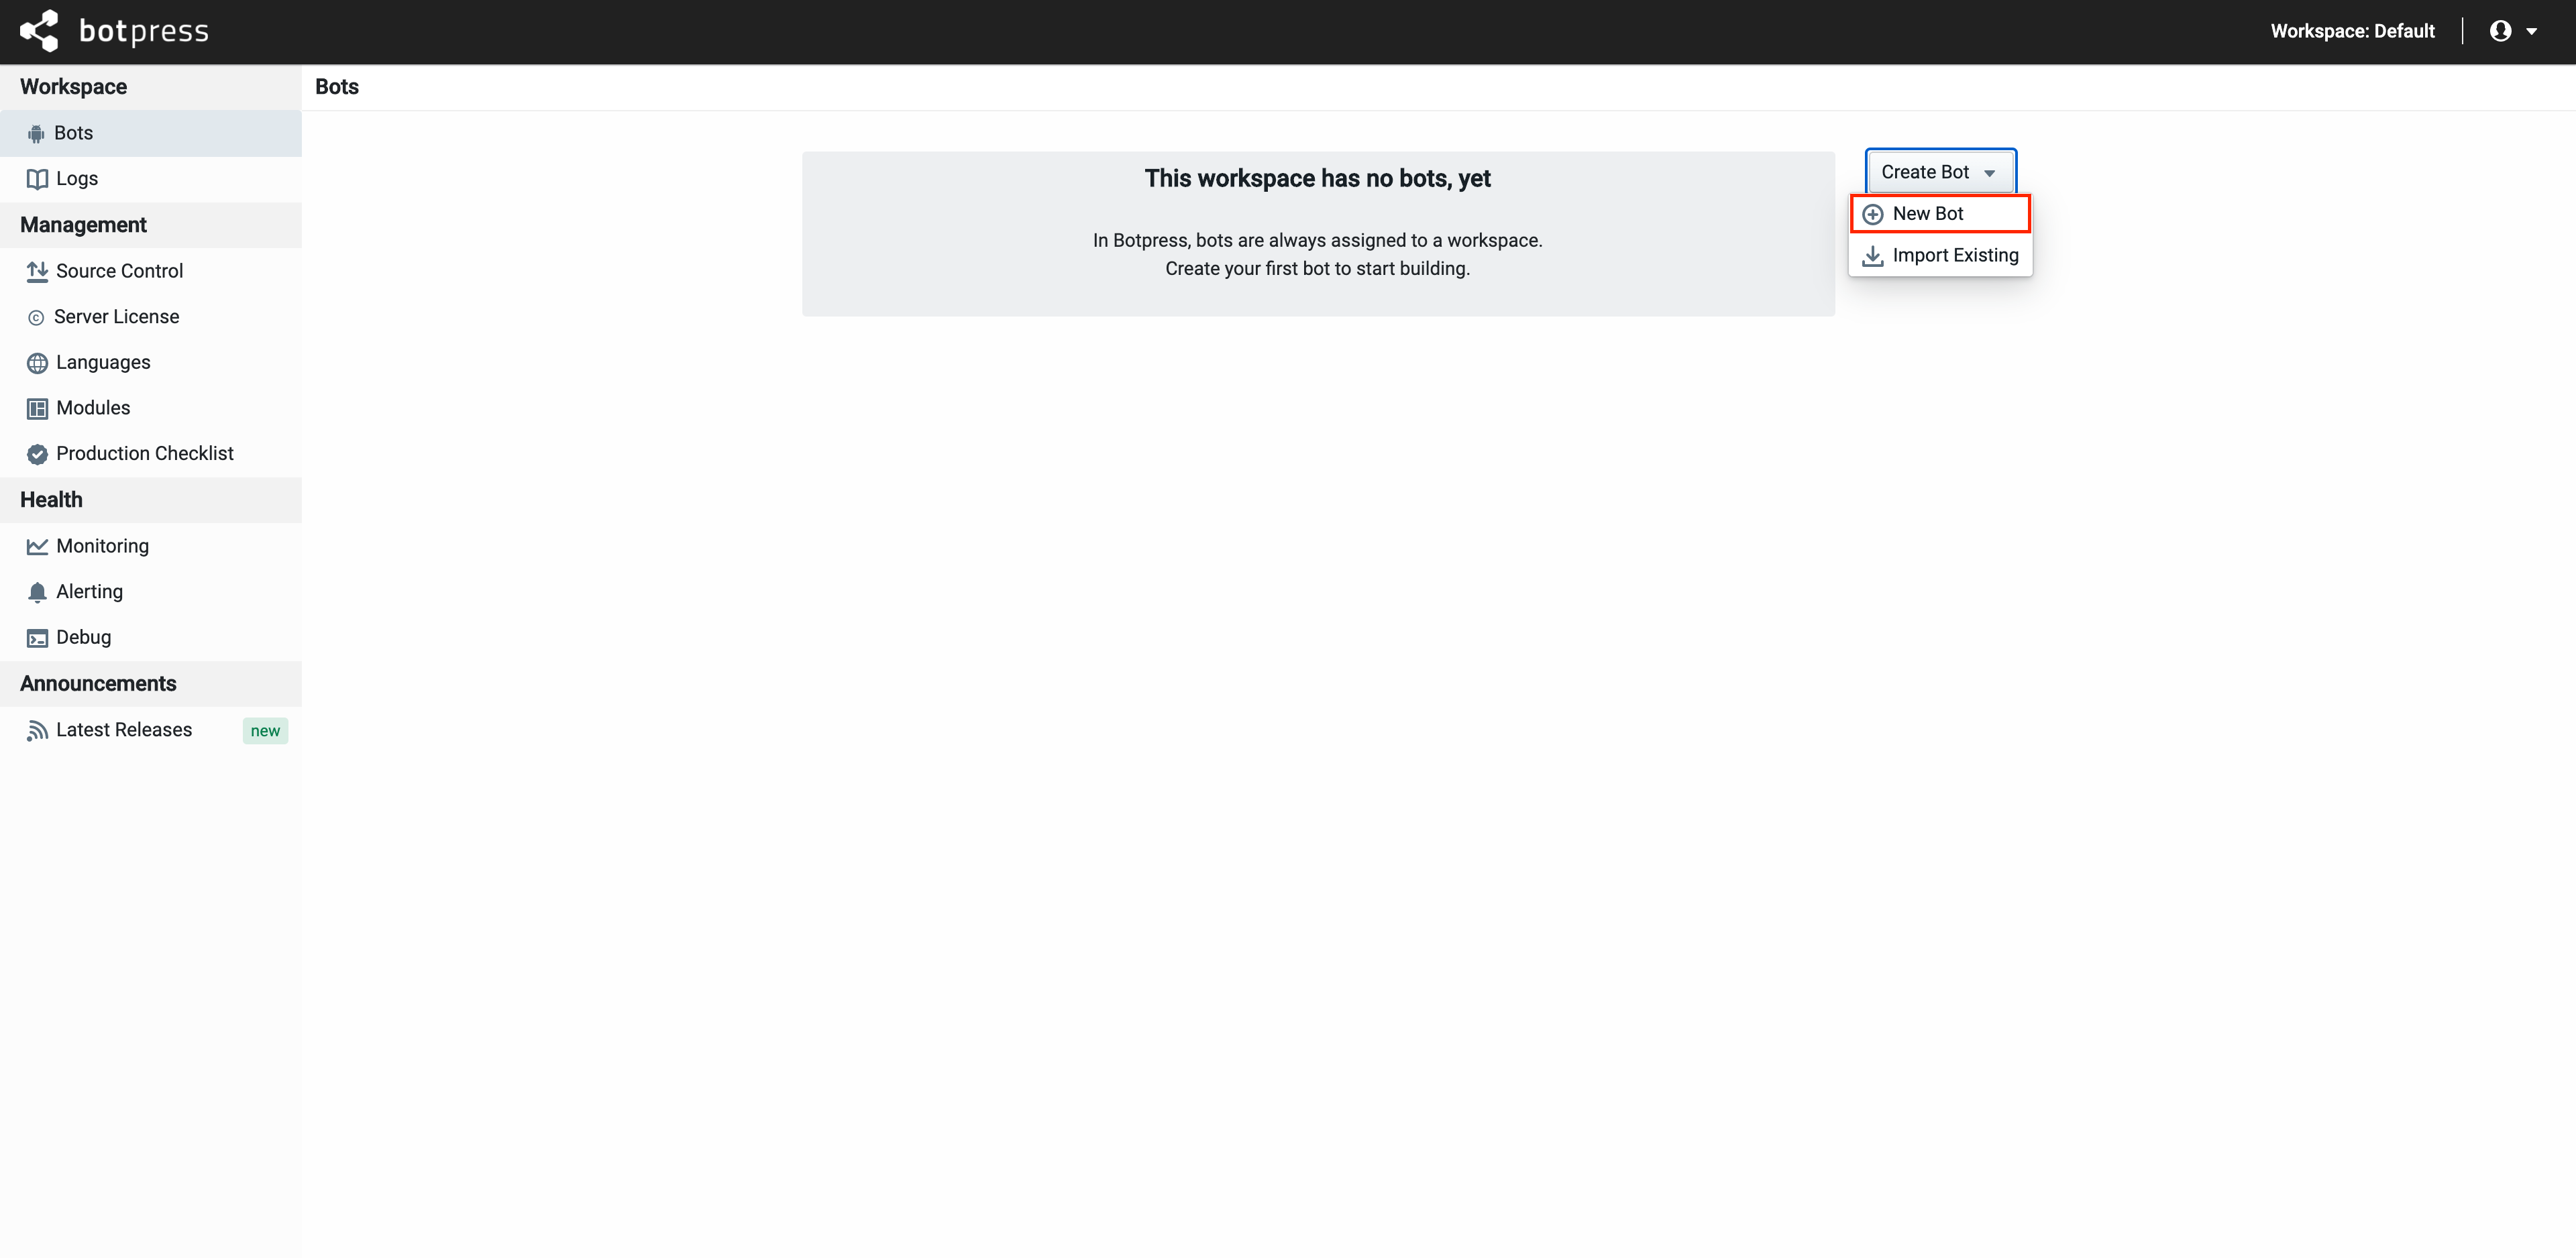 botpress
Workspace: Default
Workspace
Bots
Logs
Management
Source Control
Server License
Languages
Modules
Production Checklist
Health
Monitoring
Alerting
Debug
Announcements
Latest Releases new
Bots
This workspace has no bots, yet
In Botpress, bots are always assigned to a workspace.
Create your first bot to start building.
Create Bot
New Bot
Import Existing